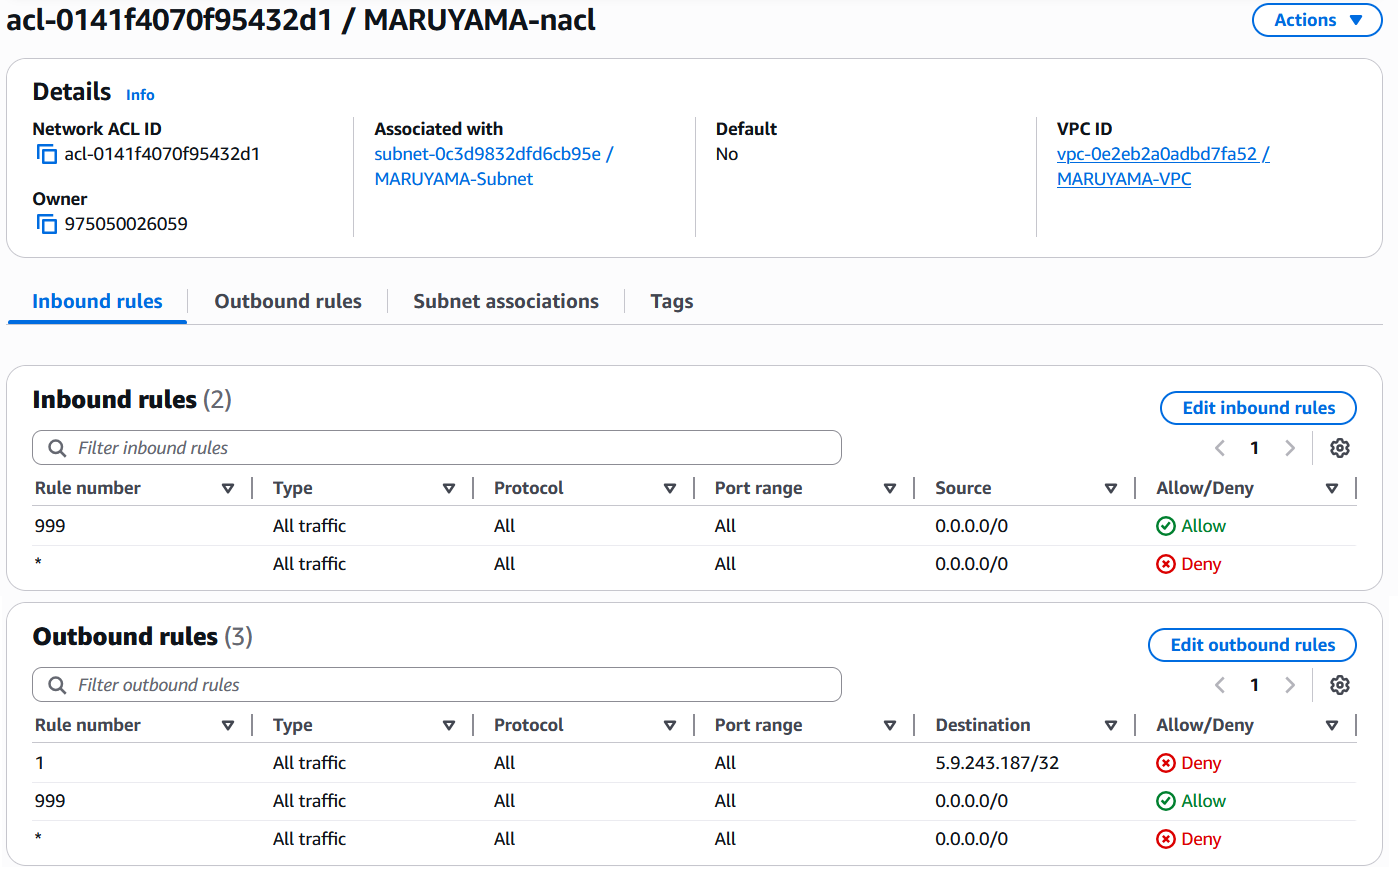 acl-0141f4070f95432d1 / MARUYAMA-nacl
Actions
Details Info
Network ACL ID
acl-0141f4070f95432d1
Owner
975050026059
Associated with
subnet-0c3d9832dfd6cb95e /
MARUYAMA-Subnet
Default
No
VPC ID
vpc-0e2eb2a0adbd7fa52 /
MARUYAMA-VPC
Inbound rules Outbound rules Subnet associations Tags
Inbound rules (2)
Edit inbound rules
Filter inbound rules
1
Rule number Type Protocol Port range Source Allow/Deny
999 All traffic All All 0.0.0.0/0 Allow
* All traffic All All 0.0.0.0/0 Deny
Outbound rules (3)
Edit outbound rules
Filter outbound rules
1
Rule number Type Protocol Port range Destination Allow/Deny
1 All traffic All All 5.9.243.187/32 Deny
999 All traffic All All 0.0.0.0/0 Allow
* All traffic All All 0.0.0.0/0 Deny